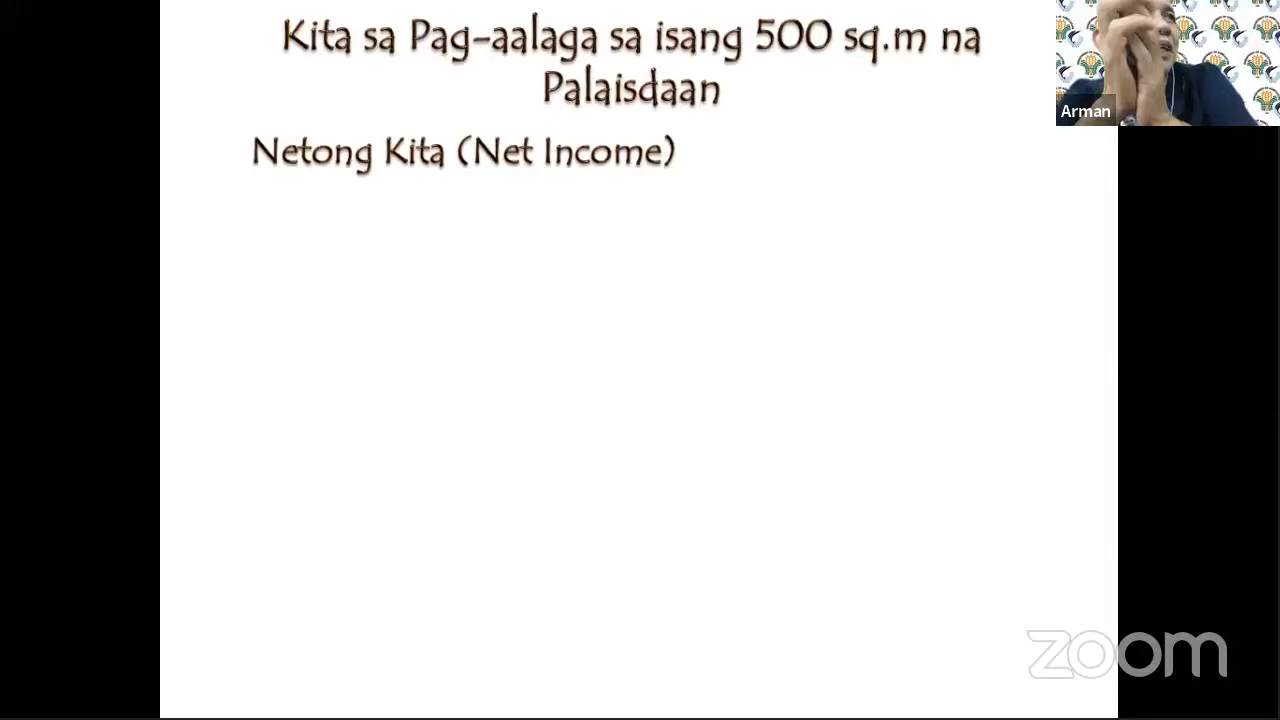 Kita sa Pag-aalaga sa isang 500 sq.m na
Palaisdaan
Netong Kita (Net Income)
Arman
zoom